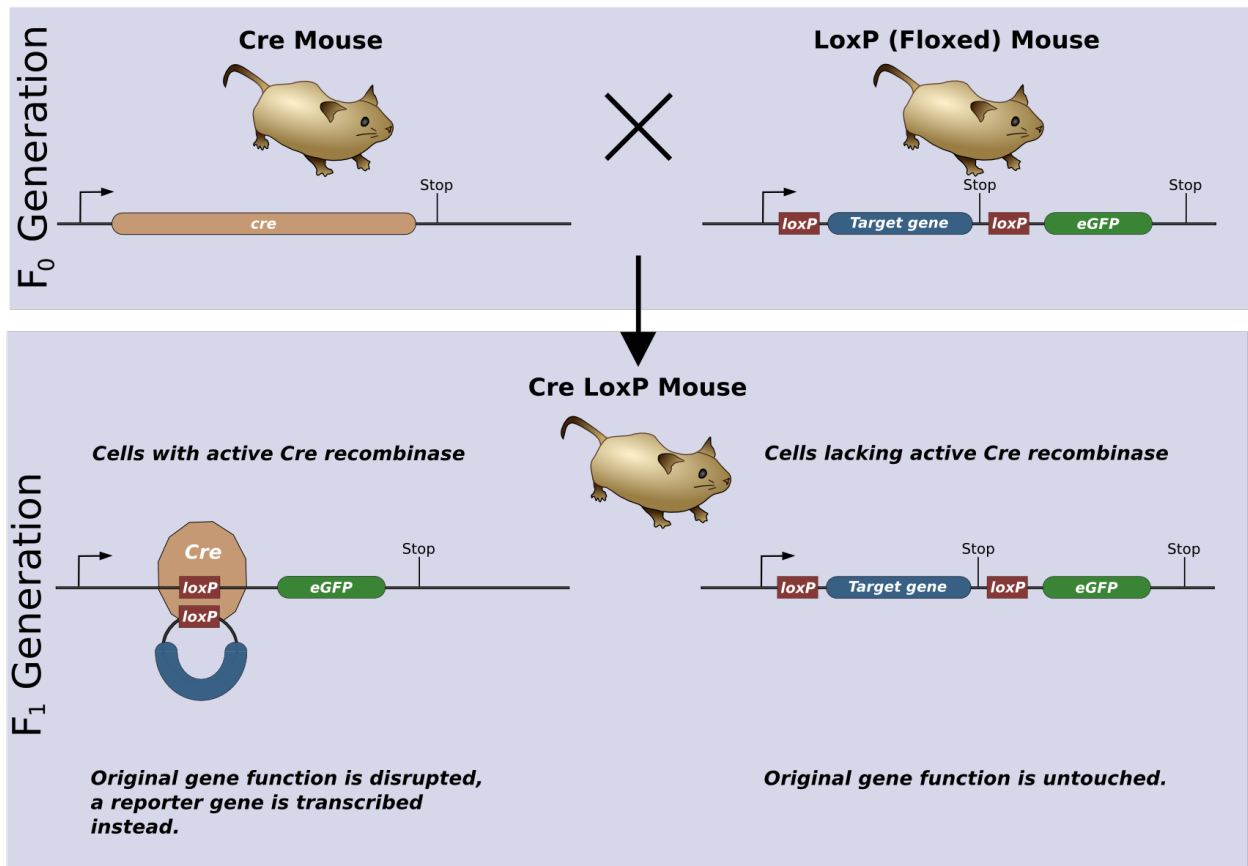 F₀ Generation
Cre Mouse
LoxP (Floxed) Mouse
Stop
cre
Stop
Stop
loxP
Target gene
loxP
eGFP
F₁ Generation
Cre LoxP Mouse
Cells with active Cre recombinase
Cells lacking active Cre recombinase
Cre
Stop
loxP
eGFP
loxP
Stop
Stop
loxP
Target gene
loxP
eGFP
Original gene function is disrupted,
a reporter gene is transcribed
instead.
Original gene function is untouched.